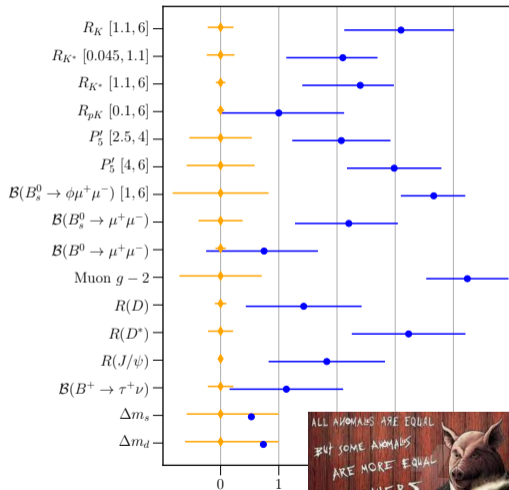 R_K [1.1, 6]
R_{K*} [0.045, 1.1]
R_{K*} [1.1, 6]
R_{pK} [0.1, 6]
P′_5 [2.5, 4]
P′_5 [4, 6]
B(B^0_s → ϕμ⁺μ⁻) [1, 6]
B(B^0_s → μ⁺μ⁻)
B(B^0 → μ⁺μ⁻)
Muon g − 2
R(D)
R(D*)
R(J/ψ)
B(B⁺ → τ⁺ν)
Δm_s
Δm_d
0 1
ALL ANOMALIES ARE EQUAL
BUT SOME ANOMALIES
ARE MORE EQUAL